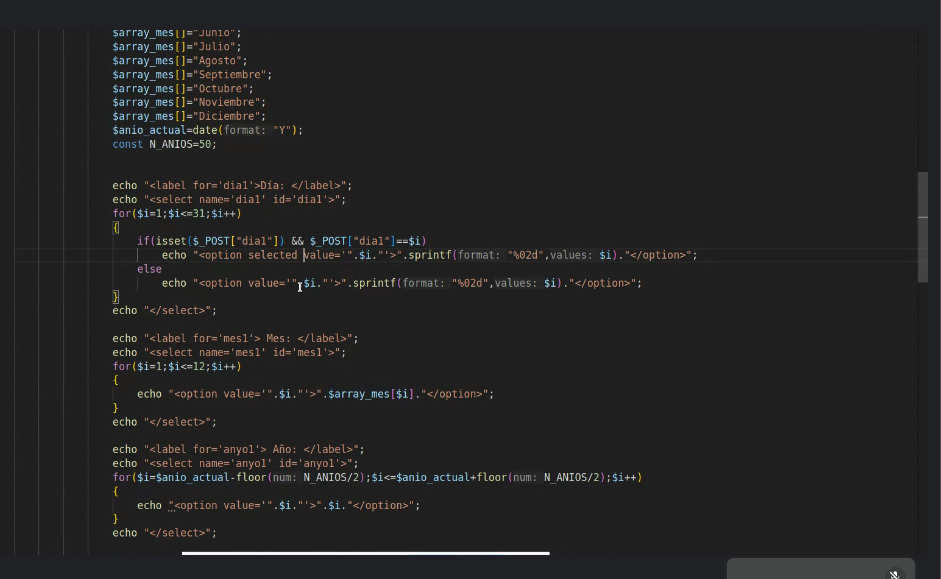 $array_mes[]="Junio";
$array_mes[]="Julio";
$array_mes[]="Agosto";
$array_mes[]="Septiembre";
$array_mes[]="Octubre";
$array_mes[]="Noviembre";
$array_mes[]="Diciembre";
$anio_actual=date(format: "Y");
const N_ANIOS=50;
echo "<label for='dia1'>Día: </label>";
echo "<select name='dia1' id='dia1'>";
for($i=1;$i<=31;$i++)
{
if(isset($_POST["dia1"]) && $_POST["dia1"]==$i)
echo "<option selected value='".$i."'>".sprintf(format: "%02d",values: $i)."</option>";
else
echo "<option value='".$i."'>".sprintf(format: "%02d",values: $i)."</option>";
}
echo "</select>";
echo "<label for='mes1'> Mes: </label>";
echo "<select name='mes1' id='mes1'>";
for($i=1;$i<=12;$i++)
{
echo "<option value='".$i."'>".$array_mes[$i]."</option>";
}
echo "</select>";
echo "<label for='anyo1'> Año: </label>";
echo "<select name='anyo1' id='anyo1'>";
for($i=$anio_actual-floor(num: N_ANIOS/2);$i<=$anio_actual+floor(num: N_ANIOS/2);$i++)
{
echo "<option value='".$i."'>".$i."</option>";
}
echo "</select>";